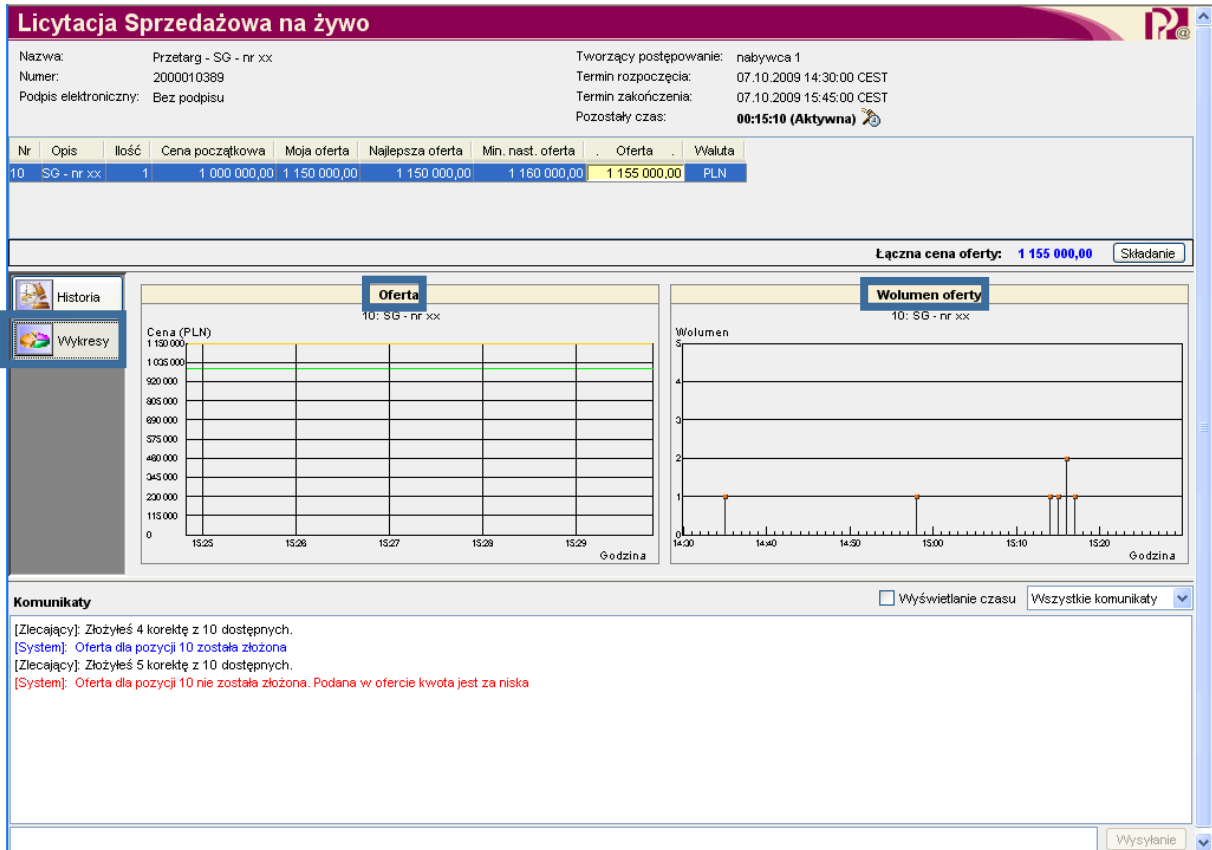 Licytacja Sprzedażowa na żywo
P@
Nazwa: Przetarg - SG - nr xx
Numer: 2000010389
Podpis elektroniczny: Bez podpisu
Tworzący postępowanie: nabywca 1
Termin rozpoczęcia: 07.10.2009 14:30:00 CEST
Termin zakończenia: 07.10.2009 15:45:00 CEST
Pozostały czas: 00:15:10 (Aktywna)
Nr Opis Ilość Cena początkowa Moja oferta Najlepsza oferta Min. nast. oferta . Oferta . Waluta
10 SG - nr xx 1 1 000 000,00 1 150 000,00 1 150 000,00 1 160 000,00 1 155 000,00 PLN
Łączna cena oferty: 1 155 000,00 Składanie
Historia
Wykresy
Oferta
10: SG - nr xx
Cena (PLN)
1 150 000
1 035 000
920 000
805 000
690 000
575 000
460 000
345 000
230 000
115 000
0
15:25 15:26 15:27 15:28 15:29
Godzina
Wolumen oferty
10: SG - nr xx
Wolumen
5
4
3
2
1
0
14:30 14:40 14:50 15:00 15:10 15:20
Godzina
Komunikaty
Wyświetlanie czasu Wszystkie komunikaty
[Zlecający]: Złożyłeś 4 korektę z 10 dostępnych.
[System]: Oferta dla pozycji 10 została złożona
[Zlecający]: Złożyłeś 5 korektę z 10 dostępnych.
[System]: Oferta dla pozycji 10 nie została złożona. Podana w ofercie kwota jest za niska
Wysyłanie